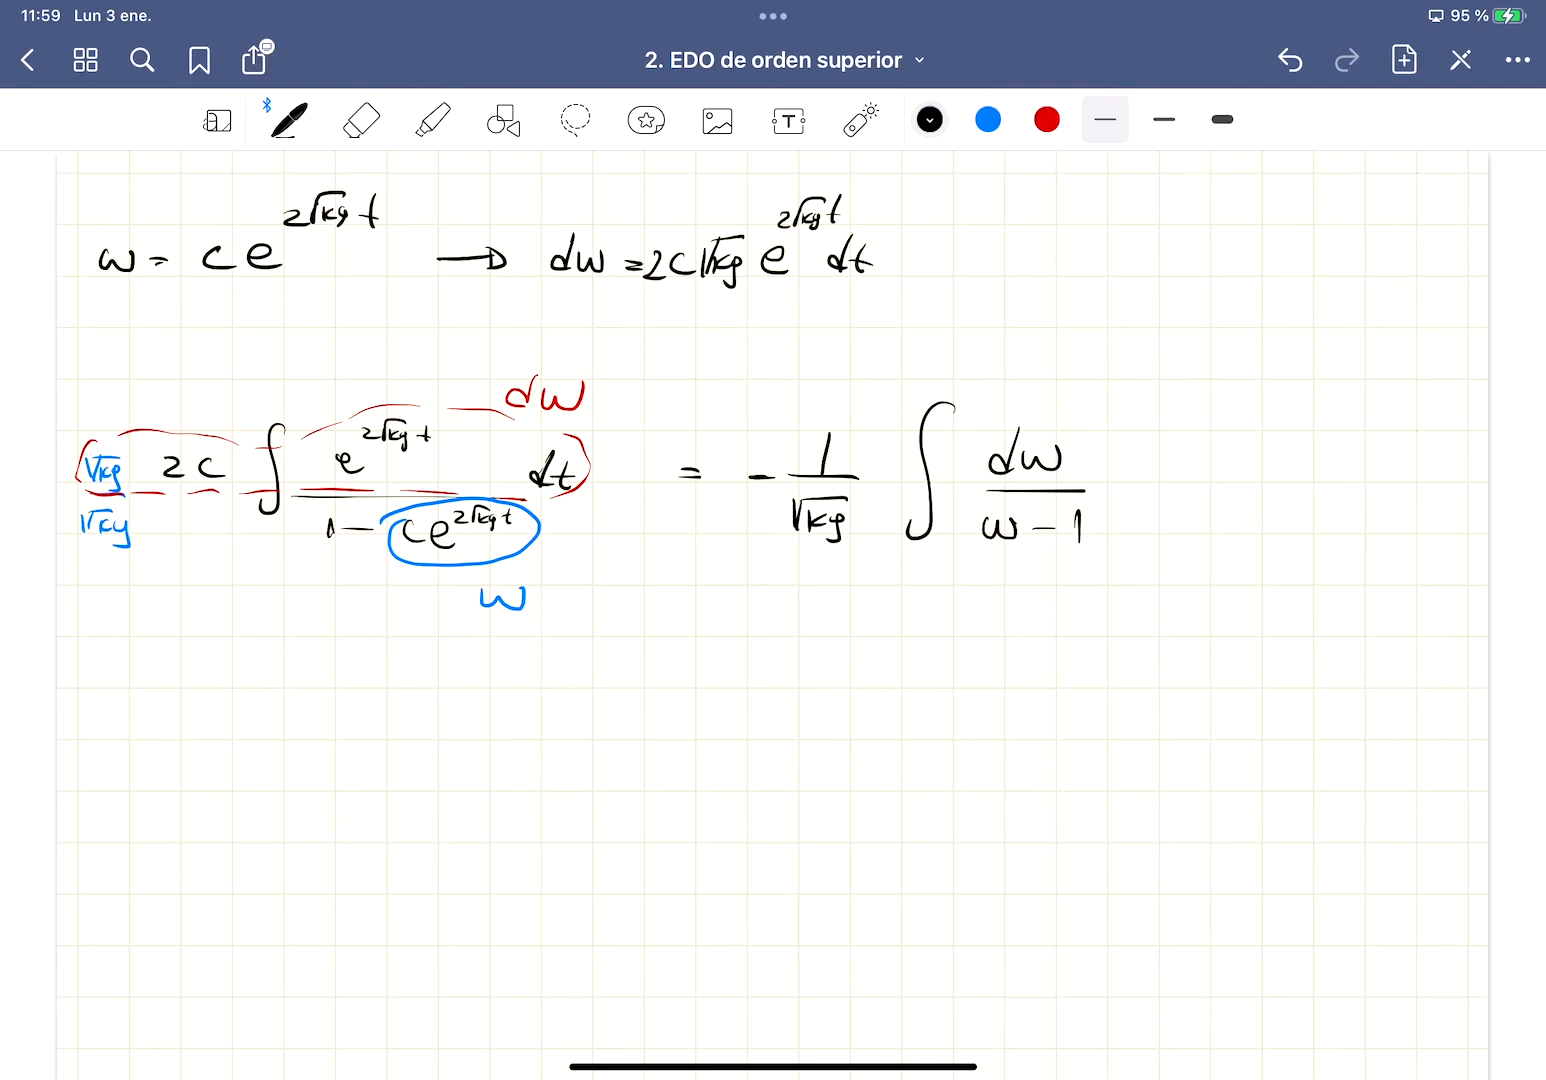 11:59 Lun 3 ene. 95 %
2. EDO de orden superior
T
w = c e^{2√kg t} → dw = 2c√kg e^{2√kg t} dt
dw
√kg/√kg 2c ∫ e^{2√kg t}/(1 - ce^{2√kg t}) dt = - 1/√kg ∫ dw/(w - 1)
w